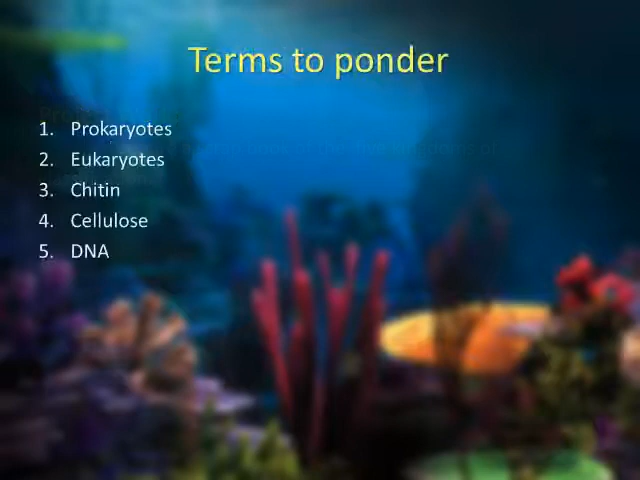 Terms to ponder
1. Prokaryotes
2. Eukaryotes
3. Chitin
4. Cellulose
5. DNA